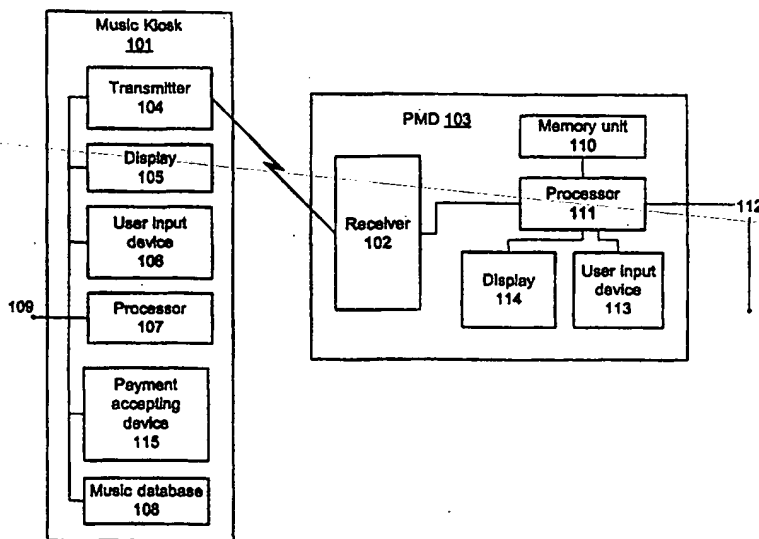 Music Kiosk
101
Transmitter
104
Display
105
User Input
device
106
109
Processor
107
Payment
accepting
device
115
Music database
108
PMD 103
Memory unit
110
Receiver
102
Processor
111
112
Display
114
User input
device
113